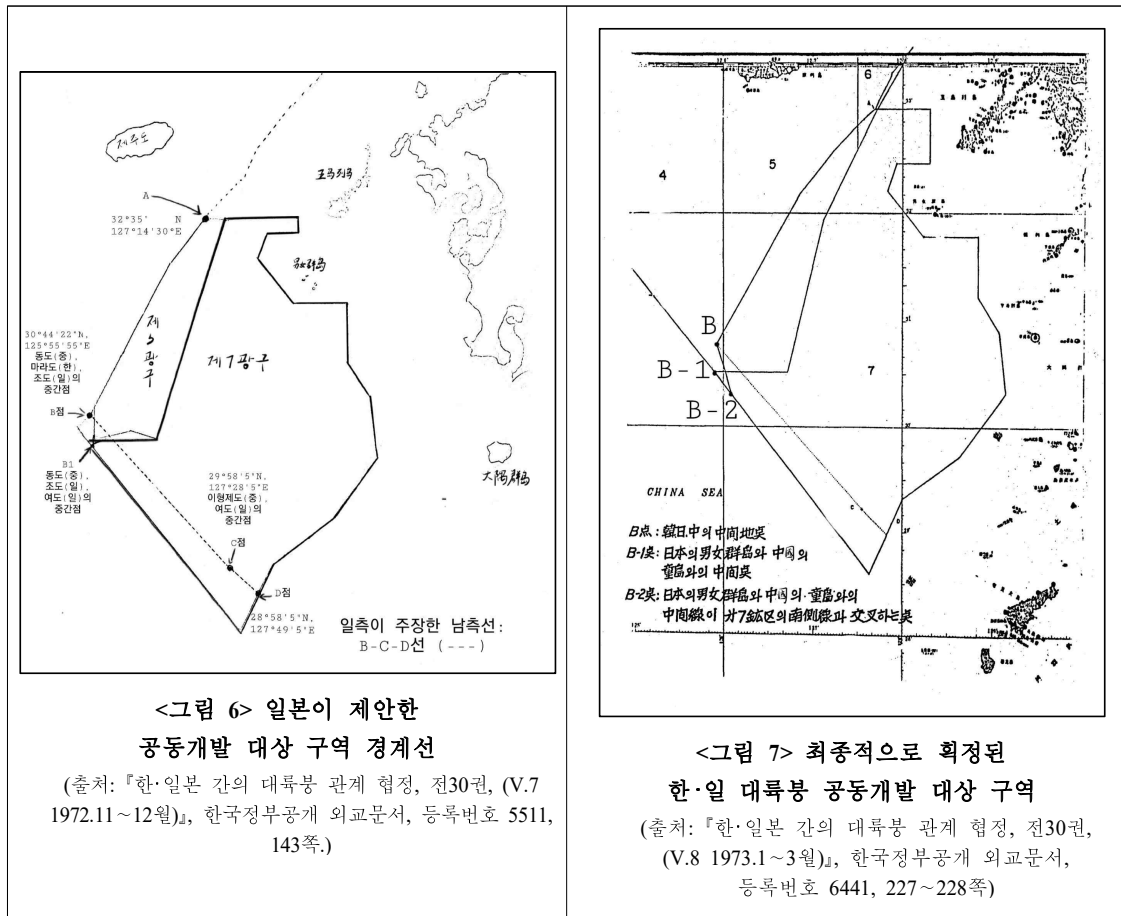 제주도
A
32°35' N
127°14'30"E
五島列島
男女群島
30°44'22"N,
125°55'55"E
동도(중),
마라도(한),
조도(일)의
중간점
제5광구
제7광구
B점
B1
동도(중),
조도(일),
여도(일)의
중간점
29°58'5"N,
127°28'5"E
이형제도(중),
여도(일)의
중간점
C점
D점
28°58'5"N,
127°49'5"E
大隅群島
일측이 주장한 남측선:
B-C-D선 (---)
<그림 6> 일본이 제안한
공동개발 대상 구역 경계선
(출처: 『한·일본 간의 대륙붕 관계 협정, 전30권, (V.7
1972.11~12월)』, 한국정부공개 외교문서, 등록번호 5511,
143쪽.)
6
A
5
4
B
B-1
B-2
7
CHINA SEA
C
D
B点: 韓日中의 中間地点
B-1点: 日本의 男女群島와 中國의
童島와의 中間点
B-2点: 日本의 男女群島와 中国의 童島와의
中間線이 第7鉱区의 南側線과 交叉하는点
<그림 7> 최종적으로 획정된
한·일 대륙붕 공동개발 대상 구역
(출처: 『한·일본 간의 대륙붕 관계 협정, 전30권,
(V.8 1973.1~3월)』, 한국정부공개 외교문서,
등록번호 6441, 227~228쪽)